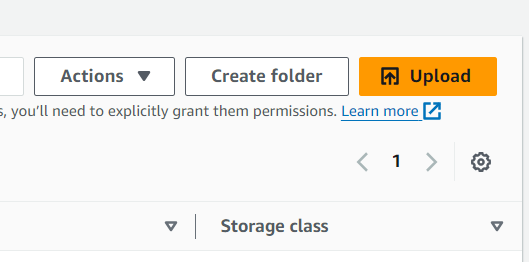 Actions Create folder Upload
, you'll need to explicitly grant them permissions. Learn more
1
Storage class